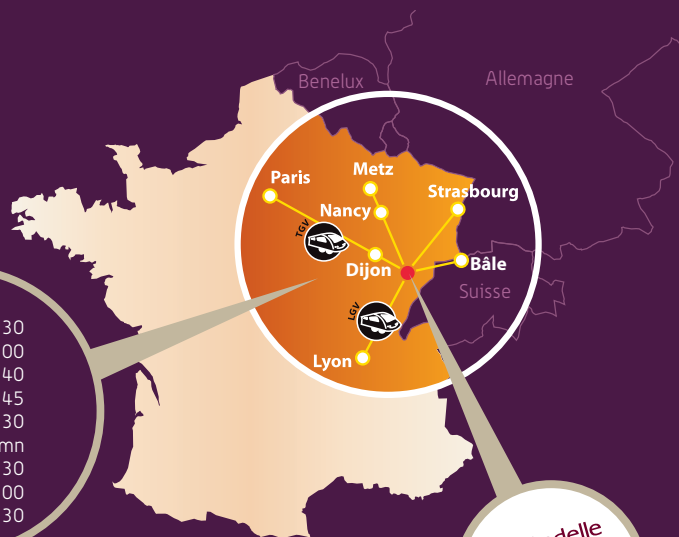 Benelux
Allemagne
Paris
Metz
Strasbourg
Nancy
TGV
Dijon
Bâle
Suisse
LGV
Lyon
30
00
40
45
30
mn
30
00
30
delle